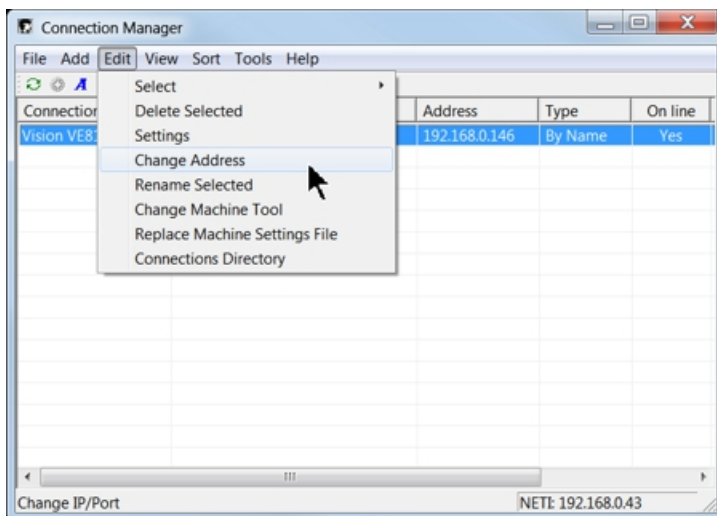 Connection Manager
File Add Edit View Sort Tools Help
A
Select
Connection Address Type On line
Delete Selected
Vision VE81 192.168.0.146 By Name Yes
Settings
Change Address
Rename Selected
Change Machine Tool
Replace Machine Settings File
Connections Directory
Change IP/Port NETI: 192.168.0.43